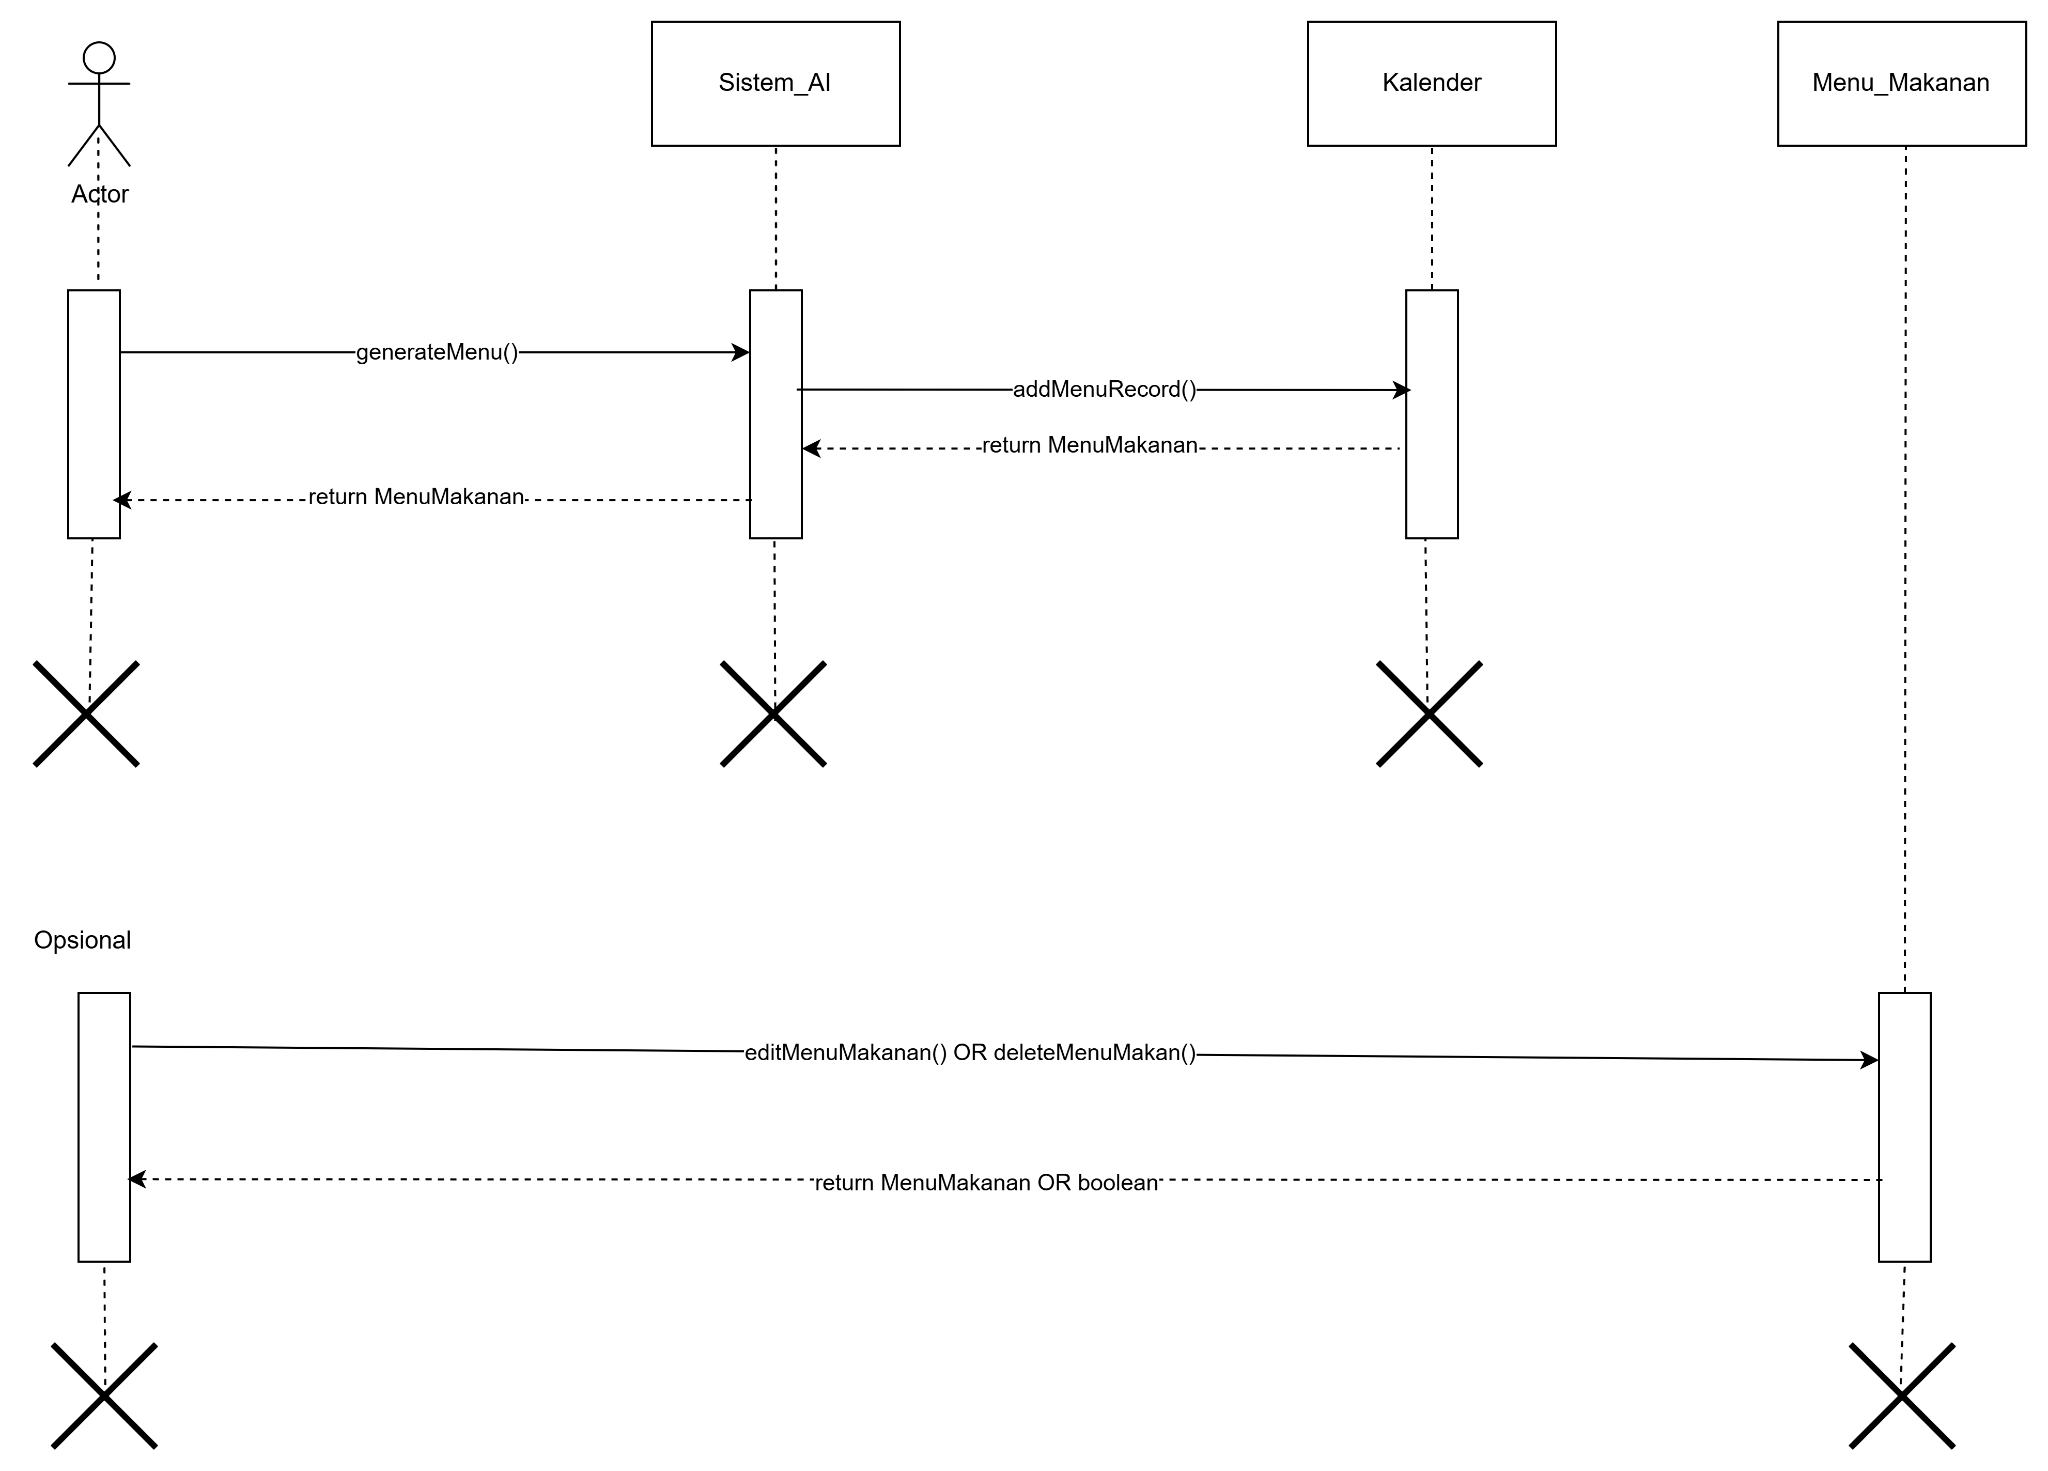 Sistem_AI
Kalender
Menu_Makanan
Actor
generateMenu()
addMenuRecord()
return MenuMakanan
return MenuMakanan
Opsional
editMenuMakanan() OR deleteMenuMakan()
return MenuMakanan OR boolean